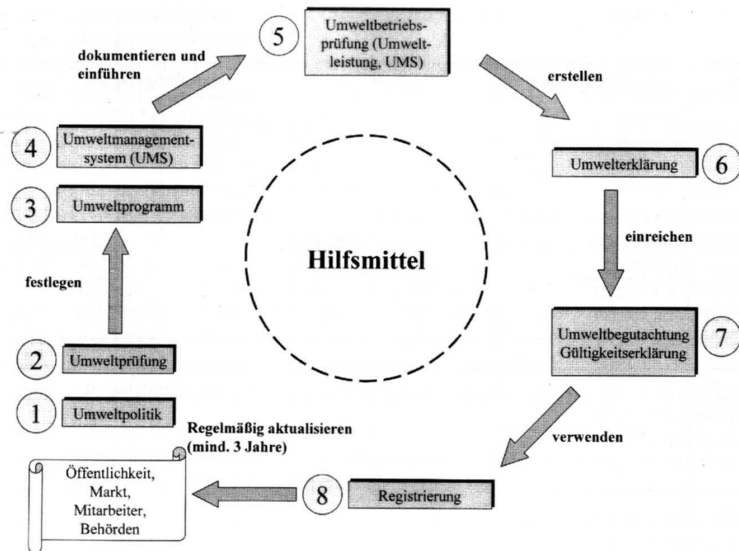 5
Umweltbetriebs-
prüfung (Umwelt-
leistung, UMS)
dokumentieren und
einführen
erstellen
4
Umweltmanagement-
system (UMS)
6
Umwelterklärung
3
Umweltprogramm
einreichen
Hilfsmittel
festlegen
7
Umweltbegutachtung
Gültigkeitserklärung
2
Umweltprüfung
1
Umweltpolitik
Regelmäßig aktualisieren
(mind. 3 Jahre)
verwenden
Öffentlichkeit,
Markt,
Mitarbeiter,
Behörden
8
Registrierung